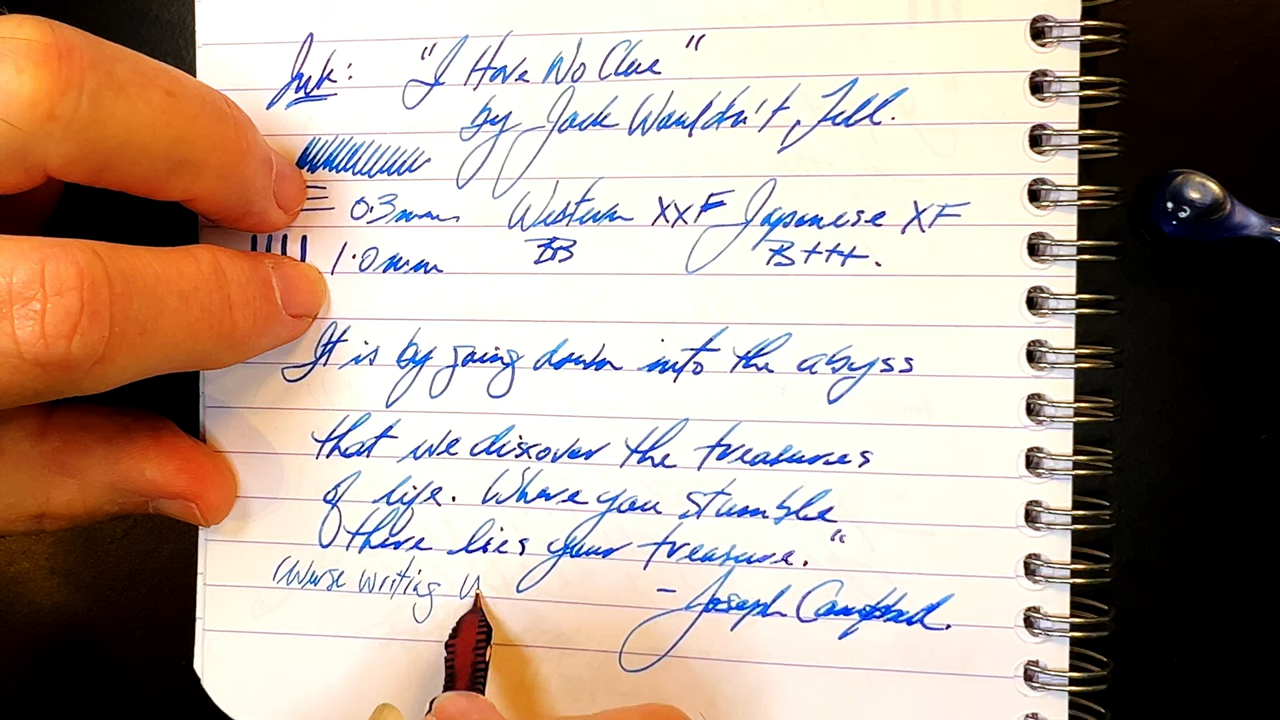 Ink: "I Have No Clue"
by Jack Wouldn't Tell.
0.3mm Western XXF Japanese XF
1.0mm BB B+++.
It is by going down into the abyss
that we discover the treasures
of life. Where you stumble
there lies your treasure."
(Worse writing
- Joseph Campbell.